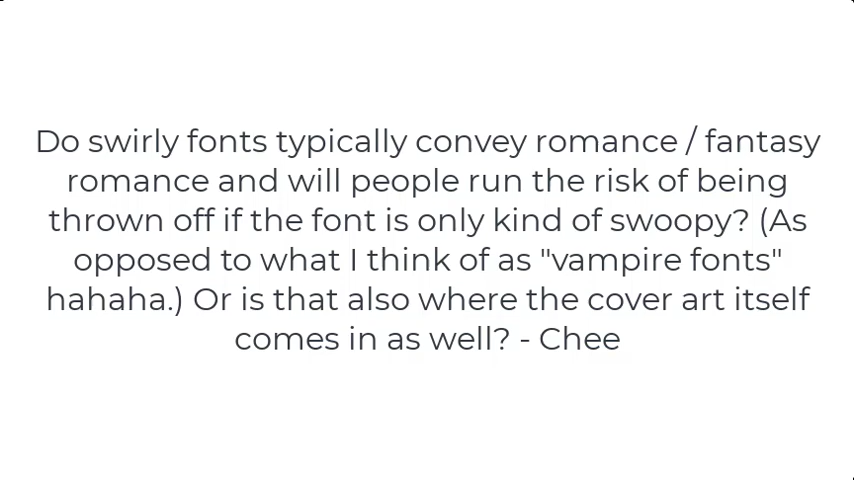 Do swirly fonts typically convey romance / fantasy
romance and will people run the risk of being
thrown off if the font is only kind of swoopy? (As
opposed to what I think of as "vampire fonts"
hahaha.) Or is that also where the cover art itself
comes in as well? - Chee